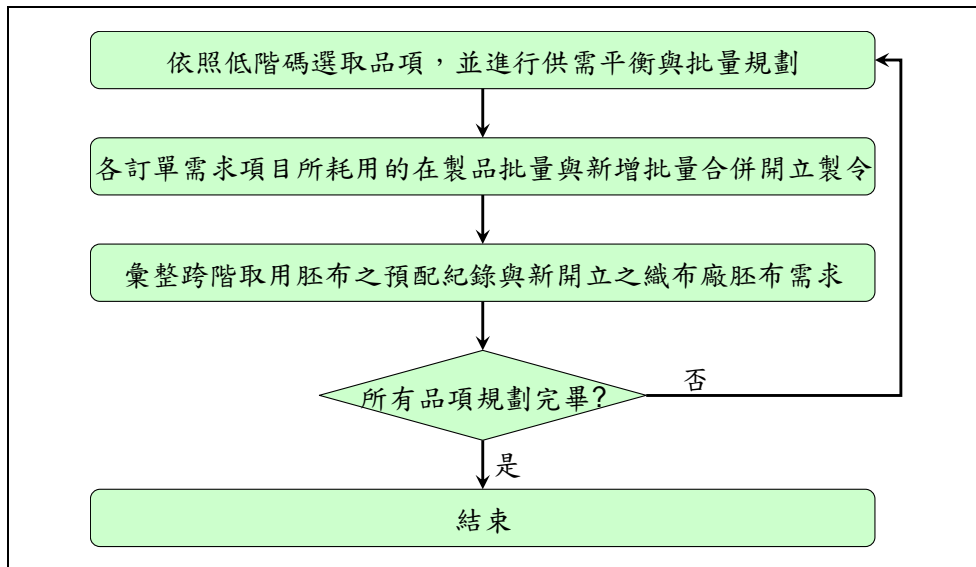 依照低階碼選取品項，並進行供需平衡與批量規劃
各訂單需求項目所耗用的在製品批量與新增批量合併開立製令
彙整跨階取用胚布之預配紀錄與新開立之織布廠胚布需求
所有品項規劃完畢?
否
是
結束